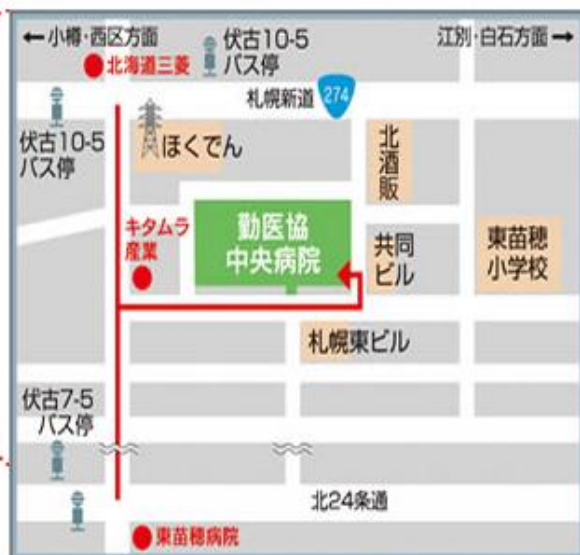 ←小樽・西区方面
伏古10-5
バス停
江別・白石方面→
北海道三菱
札幌新道
274
伏古10-5
バス停
ほくでん
北酒販
キタムラ
産業
勤医協
中央病院
共同
ビル
東苗穂
小学校
札幌東ビル
伏古7-5
バス停
北24条通
東苗穂病院